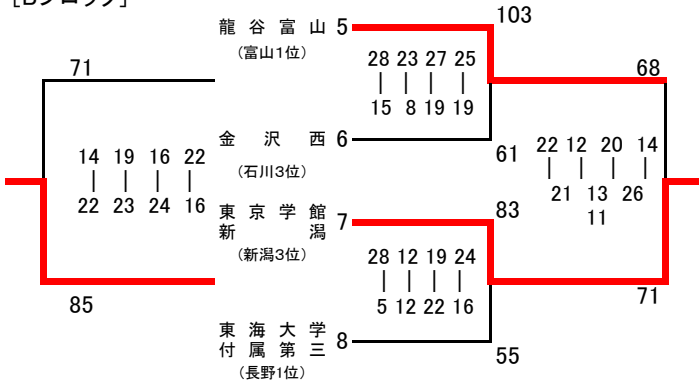 [Bブロック]
龍谷富山 5
(富山1位)
103
28 23 27 25
| | | |
15 8 19 19
金沢西 6
(石川3位)
61
東京学館
新潟
7
(新潟3位)
83
28 12 19 24
| | | |
5 12 22 16
東海大学
付属第三
8
(長野1位)
55
71
14 19 16 22
| | | |
22 23 24 16
85
68
22 12 20 14
| | | |
21 13 26
11
71